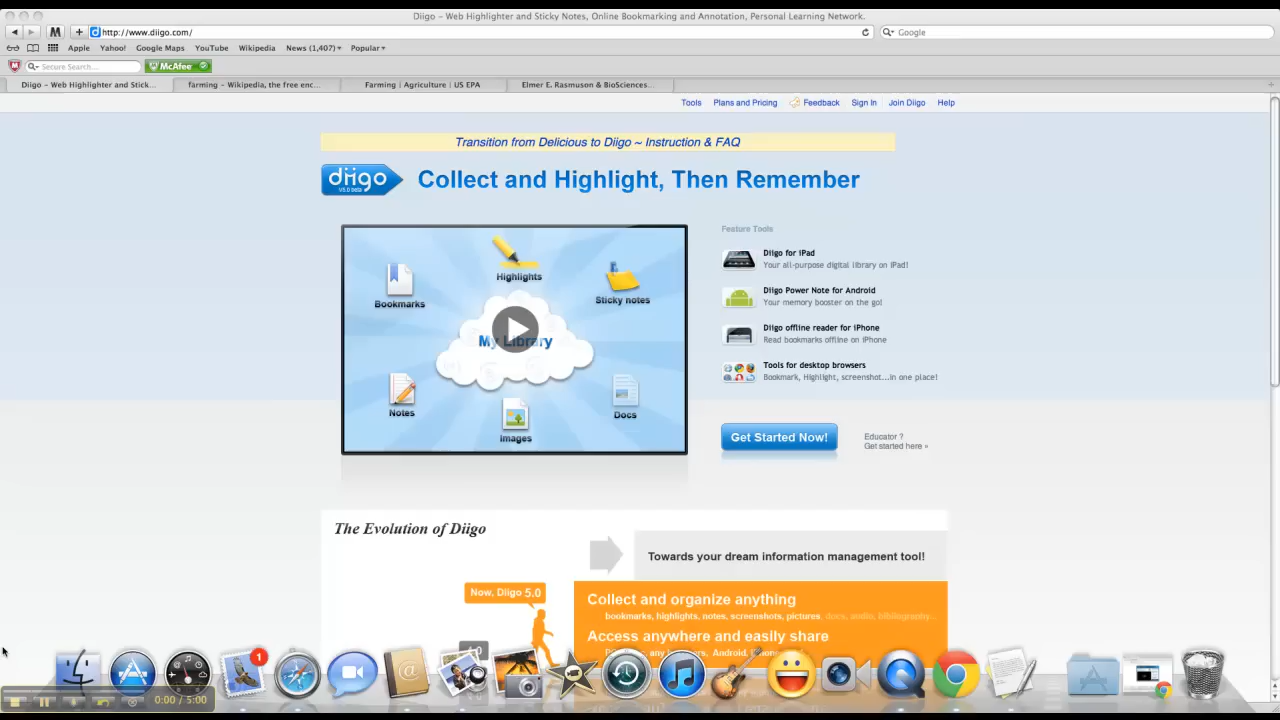 Diigo - Web Highlighter and Sticky Notes, Online Bookmarking and Annotation, Personal Learning Network.
http://www.diigo.com/
Google
Apple Yahoo! Google Maps YouTube Wikipedia News (1,407) Popular
Secure Search... McAfee
Diigo - Web Highlighter and Stick... farming - Wikipedia, the free enc... Farming | Agriculture | US EPA Elmer E. Rasmuson & BioSciences...
Tools Plans and Pricing Feedback Sign In Join Diigo Help
Transition from Delicious to Diigo ~ Instruction & FAQ
diigo
V5.0 beta
Collect and Highlight, Then Remember
Highlights
Bookmarks
Sticky notes
My Library
Notes
Images
Docs
Feature Tools
Diigo for iPad
Your all-purpose digital library on iPad!
Diigo Power Note for Android
Your memory booster on the go!
Diigo offline reader for iPhone
Read bookmarks offline on iPhone
Tools for desktop browsers
Bookmark, Highlight, screenshot...in one place!
Get Started Now!
Educator ?
Get started here »
The Evolution of Diigo
Towards your dream information management tool!
Now, Diigo 5.0
Collect and organize anything
bookmarks, highlights, notes, screenshots, pictures, docs, audio, bibliography...
Access anywhere and easily share
Android,
1
0:00 / 5:00